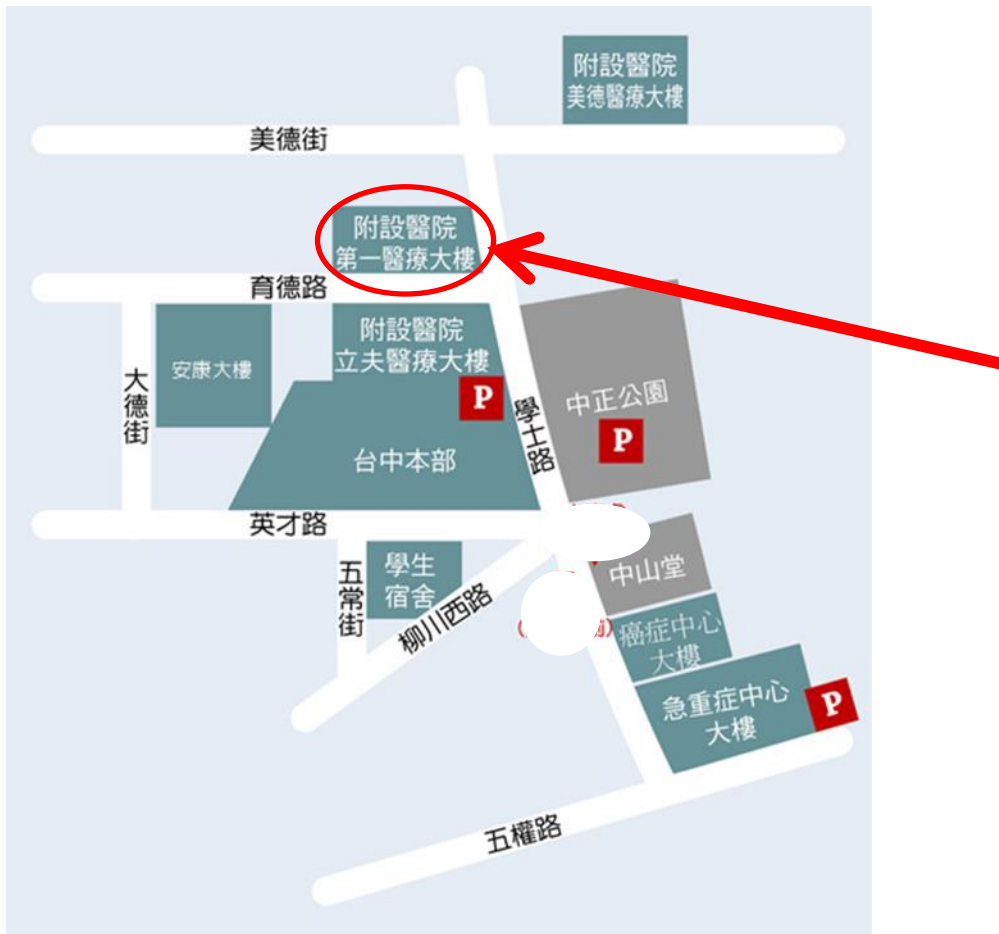 附設醫院
美德醫療大樓
美德街
附設醫院
第一醫療大樓
育德路
附設醫院
立夫醫療大樓
安康大樓
大德街
P
學士路
中正公園
P
台中本部
英才路
學生
宿舍
五常街
柳川西路
中山堂
癌症中心
大樓
急重症中心
大樓
P
五權路